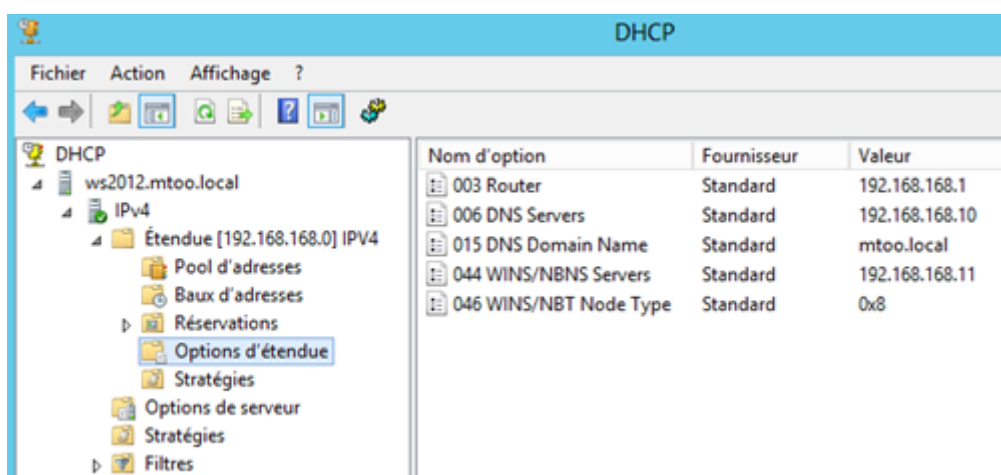 DHCP
Fichier Action Affichage ?
DHCP
ws2012.mtoo.local
IPv4
Étendue [192.168.168.0] IPV4
Pool d'adresses
Baux d'adresses
Réservations
Options d'étendue
Stratégies
Options de serveur
Stratégies
Filtres
Nom d'option Fournisseur Valeur
003 Router Standard 192.168.168.1
006 DNS Servers Standard 192.168.168.10
015 DNS Domain Name Standard mtoo.local
044 WINS/NBNS Servers Standard 192.168.168.11
046 WINS/NBT Node Type Standard 0x8